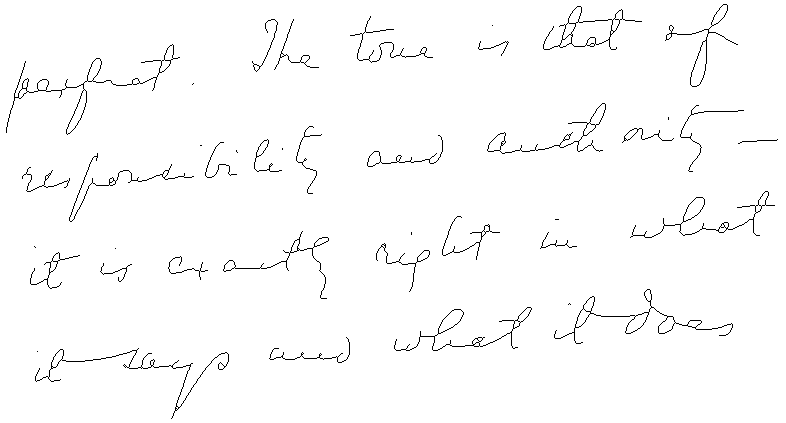 perfect. The tone is that of
responsibility and authority —
it is exactly right in what
it says and what it does